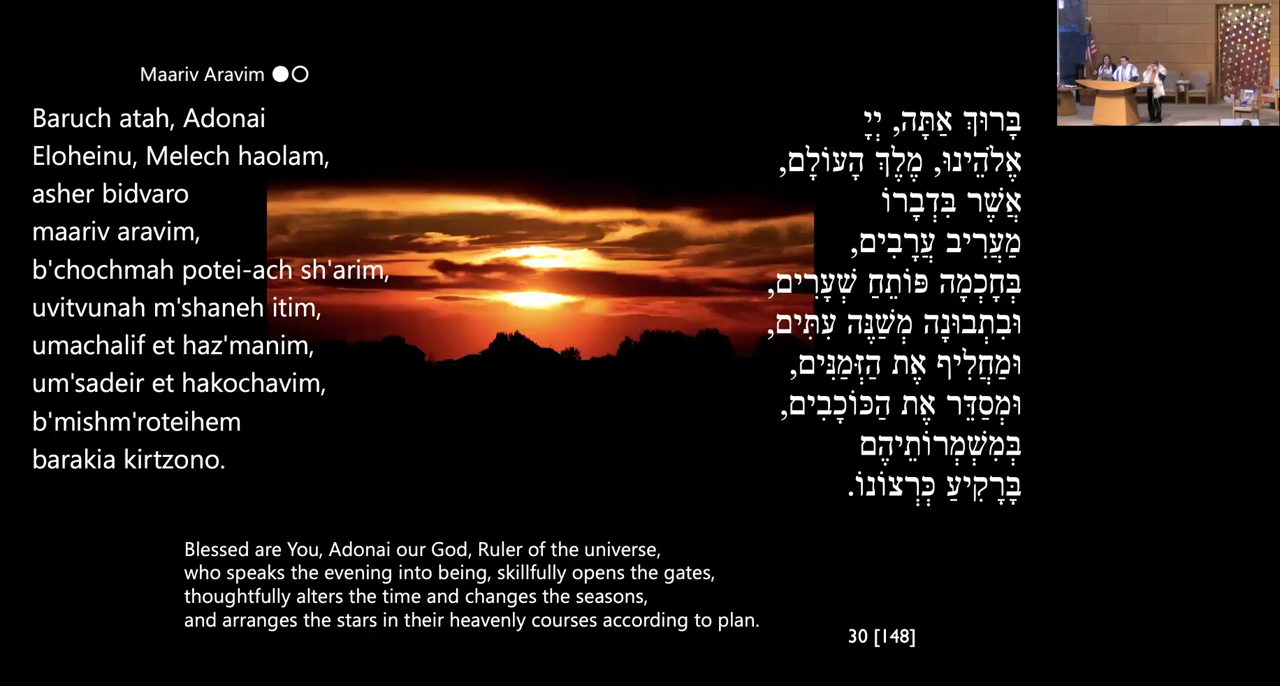 Maariv Aravim
Baruch atah, Adonai
Eloheinu, Melech haolam,
asher bidvaro
maariv aravim,
b'chochmah potei-ach sh'arim,
uvitvunah m'shaneh itim,
umachalif et haz'manim,
um'sadeir et hakochavim,
b'mishm'roteihem
barakia kirtzono.
בָּרוּךְ אַתָּה, יְיָ
אֱלֹהֵינוּ, מֶלֶךְ הָעוֹלָם,
אֲשֶׁר בִּדְבָרוֹ
מַעֲרִיב עֲרָבִים,
בְּחָכְמָה פּוֹתֵחַ שְׁעָרִים,
וּבִתְבוּנָה מְשַׁנֶּה עִתִּים,
וּמַחֲלִיף אֶת הַזְּמַנִּים,
וּמְסַדֵּר אֶת הַכּוֹכָבִים,
בְּמִשְׁמְרוֹתֵיהֶם
בָּרָקִיעַ כִּרְצוֹנוֹ.
Blessed are You, Adonai our God, Ruler of the universe,
who speaks the evening into being, skillfully opens the gates,
thoughtfully alters the time and changes the seasons,
and arranges the stars in their heavenly courses according to plan.
30 [148]